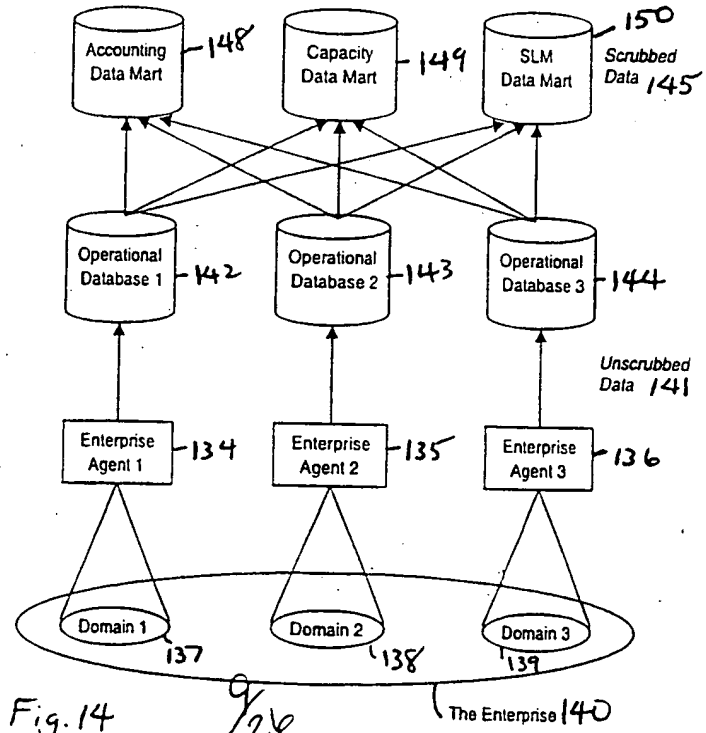 Accounting
Data Mart
148
Capacity
Data Mart
149
SLM
Data Mart
150
Scrubbed
Data 145
Operational
Database 1
142
Operational
Database 2
143
Operational
Database 3
144
Unscrubbed
Data 141
Enterprise
Agent 1
134
Enterprise
Agent 2
135
Enterprise
Agent 3
136
Domain 1
137
Domain 2
138
Domain 3
139
The Enterprise 140
Fig. 14
9/26